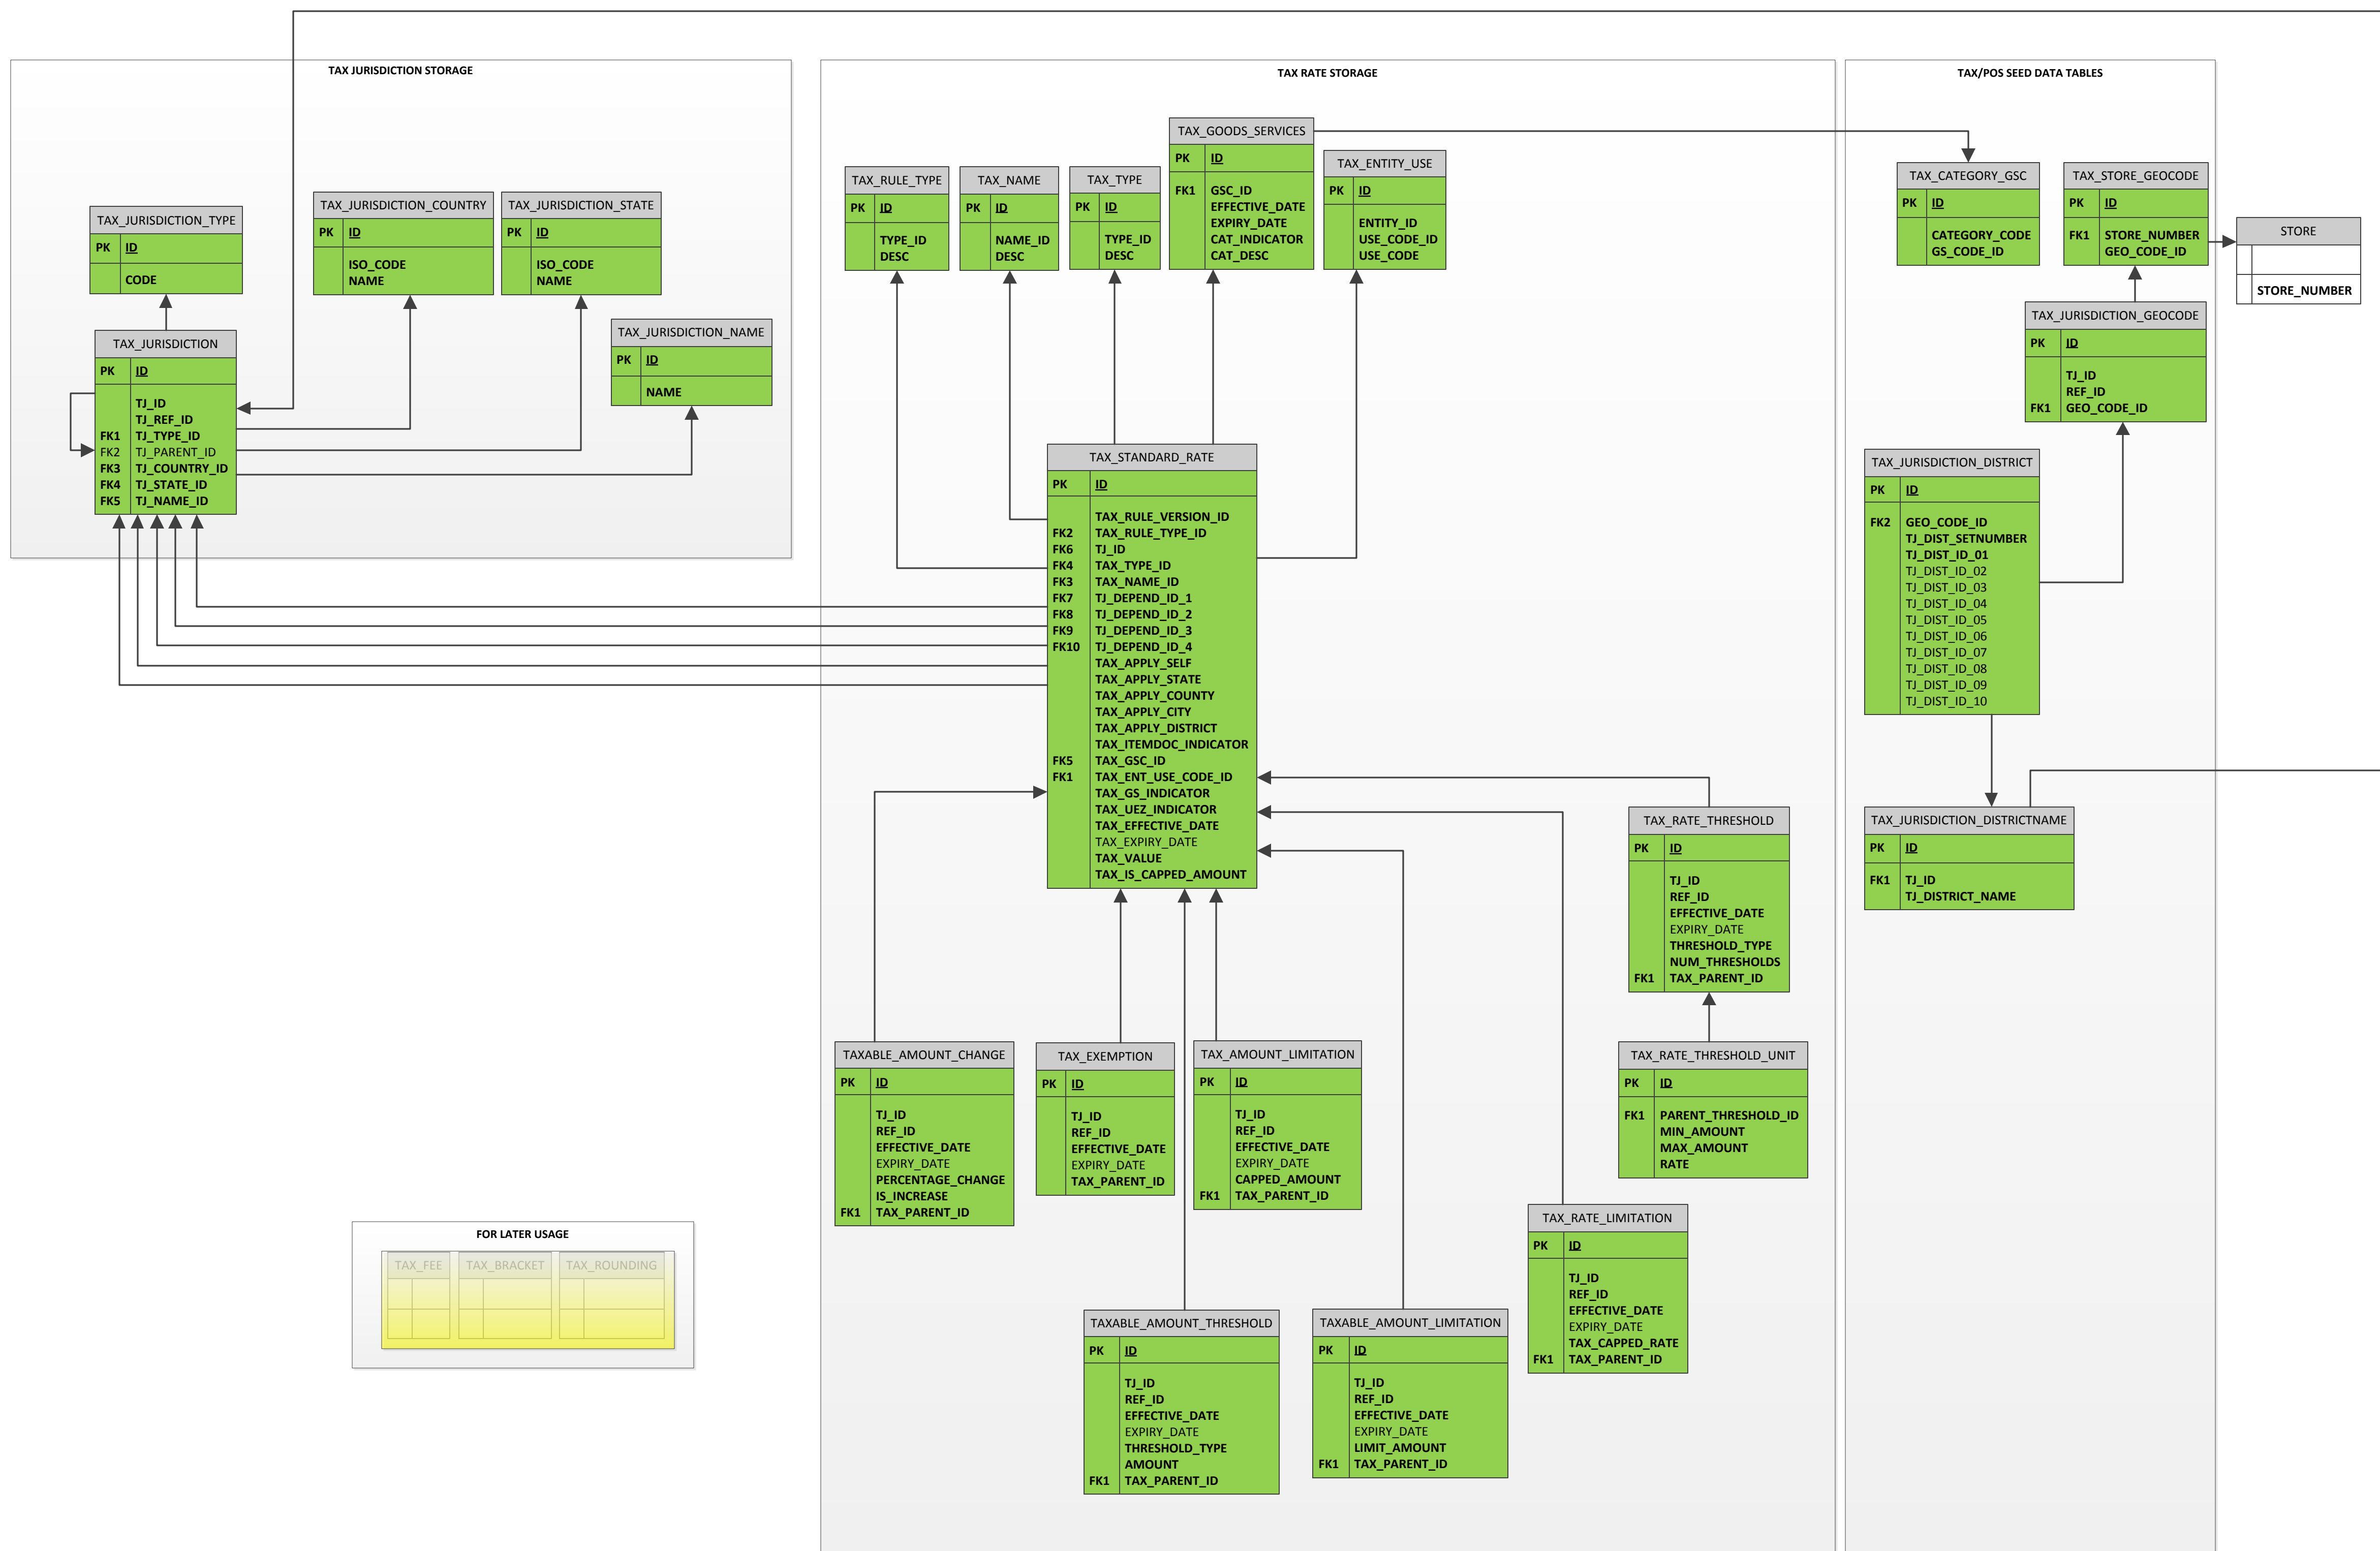 TAX JURISDICTION STORAGE
TAX_JURISDICTION_TYPE
PK ID
CODE
TAX_JURISDICTION_COUNTRY
PK ID
ISO_CODE
NAME
TAX_JURISDICTION_STATE
PK ID
ISO_CODE
NAME
TAX_JURISDICTION_NAME
PK ID
NAME
TAX_JURISDICTION
PK ID
TJ_ID
TJ_REF_ID
FK1 TJ_TYPE_ID
FK2 TJ_PARENT_ID
FK3 TJ_COUNTRY_ID
FK4 TJ_STATE_ID
FK5 TJ_NAME_ID
TAX RATE STORAGE
TAX_RULE_TYPE
PK ID
TYPE_ID
DESC
TAX_NAME
PK ID
NAME_ID
DESC
TAX_TYPE
PK ID
TYPE_ID
DESC
TAX_GOODS_SERVICES
PK ID
FK1 GSC_ID
EFFECTIVE_DATE
EXPIRY_DATE
CAT_INDICATOR
CAT_DESC
TAX_ENTITY_USE
PK ID
ENTITY_ID
USE_CODE_ID
USE_CODE
TAX_STANDARD_RATE
PK ID
TAX_RULE_VERSION_ID
FK2 TAX_RULE_TYPE_ID
FK6 TJ_ID
FK4 TAX_TYPE_ID
FK3 TAX_NAME_ID
FK7 TJ_DEPEND_ID_1
FK8 TJ_DEPEND_ID_2
FK9 TJ_DEPEND_ID_3
FK10 TJ_DEPEND_ID_4
TAX_APPLY_SELF
TAX_APPLY_STATE
TAX_APPLY_COUNTY
TAX_APPLY_CITY
TAX_APPLY_DISTRICT
TAX_ITEMDOC_INDICATOR
FK5 TAX_GSC_ID
FK1 TAX_ENT_USE_CODE_ID
TAX_GS_INDICATOR
TAX_UEZ_INDICATOR
TAX_EFFECTIVE_DATE
TAX_EXPIRY_DATE
TAX_VALUE
TAX_IS_CAPPED_AMOUNT
TAX_RATE_THRESHOLD
PK ID
TJ_ID
REF_ID
EFFECTIVE_DATE
EXPIRY_DATE
THRESHOLD_TYPE
NUM_THRESHOLDS
FK1 TAX_PARENT_ID
TAXABLE_AMOUNT_CHANGE
PK ID
TJ_ID
REF_ID
EFFECTIVE_DATE
EXPIRY_DATE
PERCENTAGE_CHANGE
IS_INCREASE
FK1 TAX_PARENT_ID
TAX_EXEMPTION
PK ID
TJ_ID
REF_ID
EFFECTIVE_DATE
EXPIRY_DATE
TAX_PARENT_ID
TAX_AMOUNT_LIMITATION
PK ID
TJ_ID
REF_ID
EFFECTIVE_DATE
EXPIRY_DATE
CAPPED_AMOUNT
FK1 TAX_PARENT_ID
TAX_RATE_THRESHOLD_UNIT
PK ID
FK1 PARENT_THRESHOLD_ID
MIN_AMOUNT
MAX_AMOUNT
RATE
TAX_RATE_LIMITATION
PK ID
TJ_ID
REF_ID
EFFECTIVE_DATE
EXPIRY_DATE
TAX_CAPPED_RATE
FK1 TAX_PARENT_ID
TAXABLE_AMOUNT_THRESHOLD
PK ID
TJ_ID
REF_ID
EFFECTIVE_DATE
EXPIRY_DATE
THRESHOLD_TYPE
AMOUNT
FK1 TAX_PARENT_ID
TAXABLE_AMOUNT_LIMITATION
PK ID
TJ_ID
REF_ID
EFFECTIVE_DATE
EXPIRY_DATE
LIMIT_AMOUNT
FK1 TAX_PARENT_ID
TAX/POS SEED DATA TABLES
TAX_CATEGORY_GSC
PK ID
CATEGORY_CODE
GS_CODE_ID
TAX_STORE_GEOCODE
PK ID
FK1 STORE_NUMBER
GEO_CODE_ID
STORE
STORE_NUMBER
TAX_JURISDICTION_GEOCODE
PK ID
TJ_ID
REF_ID
FK1 GEO_CODE_ID
TAX_JURISDICTION_DISTRICT
PK ID
FK2 GEO_CODE_ID
TJ_DIST_SETNUMBER
TJ_DIST_ID_01
TJ_DIST_ID_02
TJ_DIST_ID_03
TJ_DIST_ID_04
TJ_DIST_ID_05
TJ_DIST_ID_06
TJ_DIST_ID_07
TJ_DIST_ID_08
TJ_DIST_ID_09
TJ_DIST_ID_10
TAX_JURISDICTION_DISTRICTNAME
PK ID
FK1 TJ_ID
TJ_DISTRICT_NAME
FOR LATER USAGE
TAX_FEE
TAX_BRACKET
TAX_ROUNDING